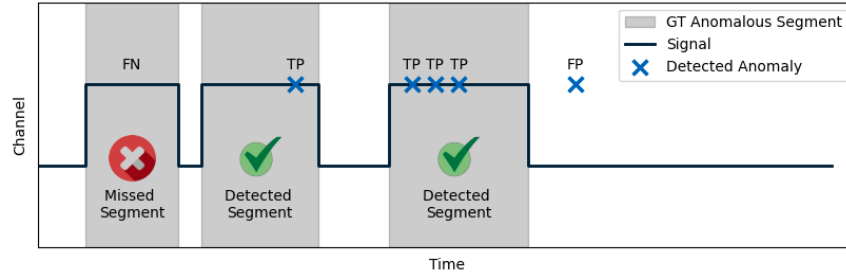 GT Anomalous Segment
Signal
Detected Anomaly
FN
TP
TP TP TP
FP
Channel
Missed
Segment
Detected
Segment
Detected
Segment
Time